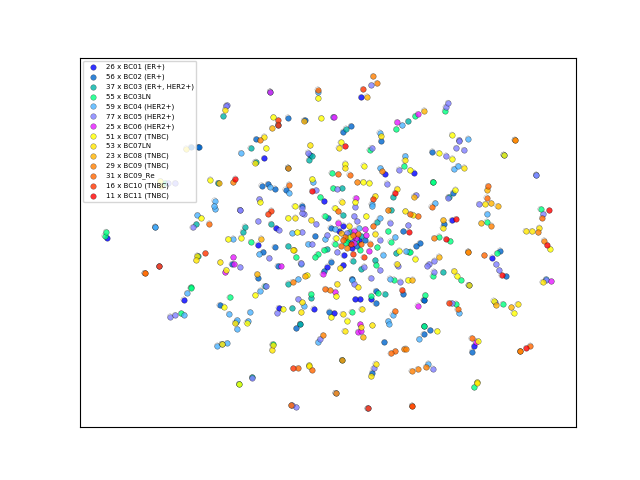 26 x BC01 (ER+)
56 x BC02 (ER+)
37 x BC03 (ER+, HER2+)
55 x BC03LN
59 x BC04 (HER2+)
77 x BC05 (HER2+)
25 x BC06 (HER2+)
51 x BC07 (TNBC)
53 x BC07LN
23 x BC08 (TNBC)
29 x BC09 (TNBC)
31 x BC09_Re
16 x BC10 (TNBC)
11 x BC11 (TNBC)